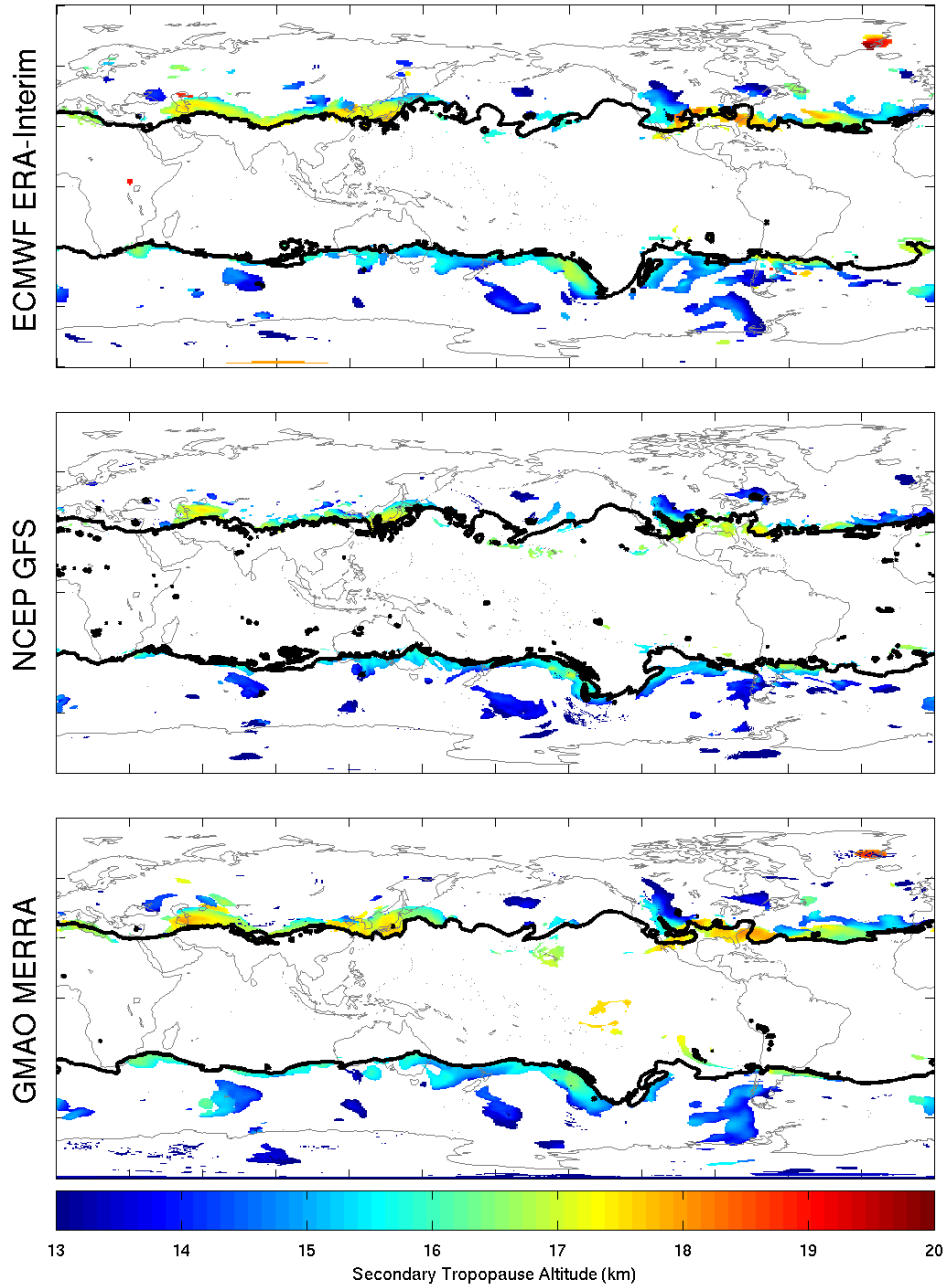 ECMWF ERA-Interim
NCEP GFS
GMAO MERRA
13 14 15 16 17 18 19 20
Secondary Tropopause Altitude (km)